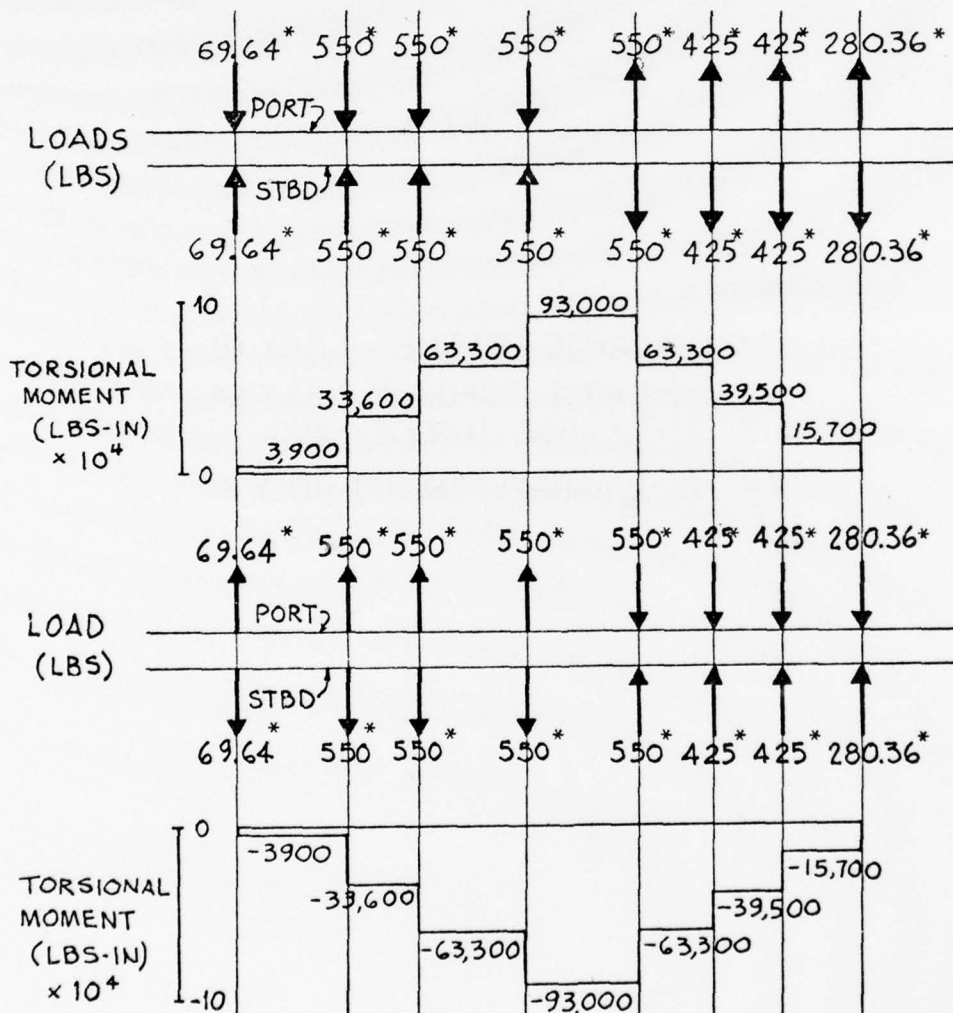 69.64* 550* 550* 550* 550* 425* 425* 280.36*
PORT
LOADS
(LBS)
STBD
69.64* 550* 550* 550* 550* 425* 425* 280.36*
10
93,000
63,300 63,300
TORSIONAL
MOMENT
(LBS-IN)
× 10⁴
33,600 39,500
3,900 15,700
0
69.64* 550* 550* 550* 550* 425* 425* 280.36*
PORT
LOAD
(LBS)
STBD
69.64* 550* 550* 550* 550* 425* 425* 280.36*
0
-3900 -15,700
TORSIONAL
MOMENT
(LBS-IN)
× 10⁴
-33,600 -39,500
-63,300 -63,300
-10
-93,000